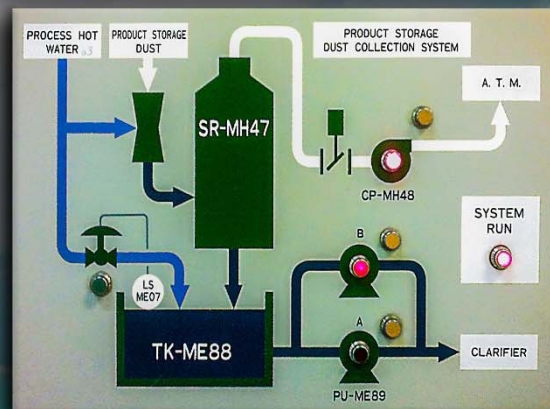 PROCESS HOT
WATER
PRODUCT STORAGE
DUST
PRODUCT STORAGE
DUST COLLECTION SYSTEM
A. T. M.
SR-MH47
CP-MH48
SYSTEM
RUN
B
LS
ME07
A
TK-ME88
CLARIFIER
PU-ME89